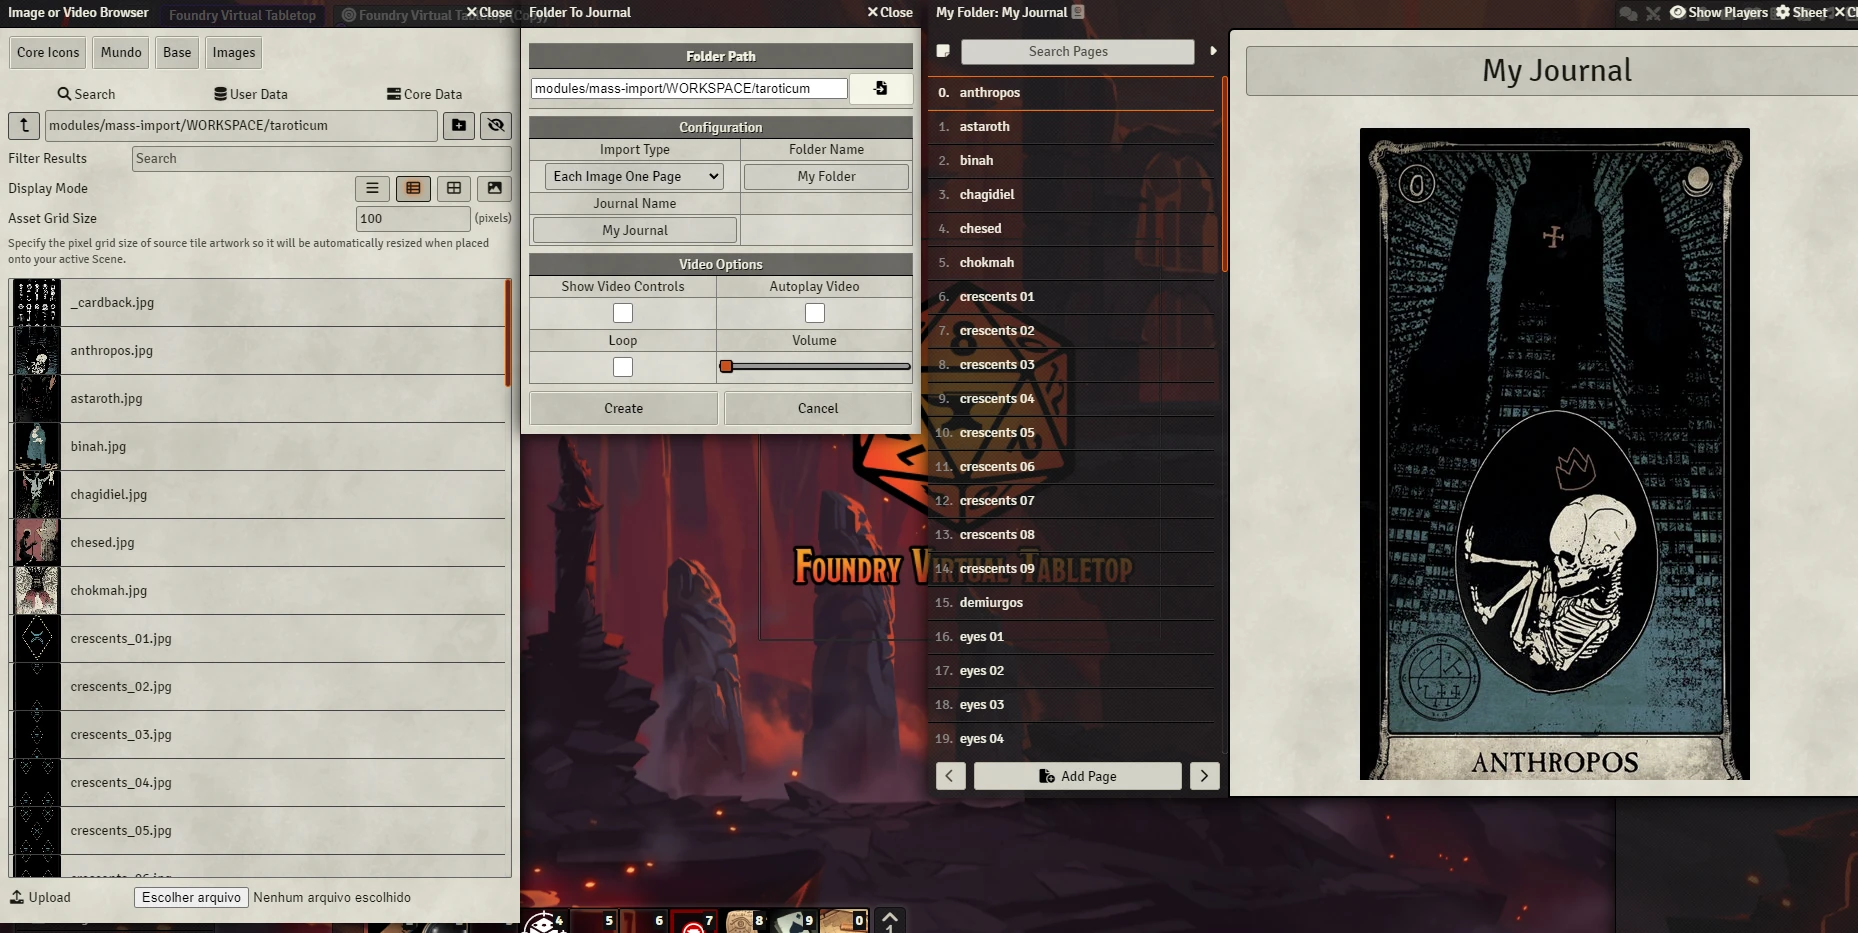 Image or Video Browser
Foundry Virtual Tabletop
Foundry Virtual Tabletop (Copy)
Close
Core Icons
Mundo
Base
Images
Search
User Data
Core Data
modules/mass-import/WORKSPACE/taroticum
Filter Results
Search
Display Mode
Asset Grid Size
100
(pixels)
Specify the pixel grid size of source tile artwork so it will be automatically resized when placed
onto your active Scene.
_cardback.jpg
anthropos.jpg
astaroth.jpg
binah.jpg
chagidiel.jpg
chesed.jpg
chokmah.jpg
crescents_01.jpg
crescents_02.jpg
crescents_03.jpg
crescents_04.jpg
crescents_05.jpg
Upload
Escolher arquivo
Nenhum arquivo escolhido
Folder To Journal
Close
Folder Path
modules/mass-import/WORKSPACE/taroticum
Configuration
Import Type
Folder Name
Each Image One Page
My Folder
Journal Name
My Journal
Video Options
Show Video Controls
Autoplay Video
Loop
Volume
Create
Cancel
8
Foundry Virtual Tabletop
4
5
6
7
8
9
0
1
My Folder: My Journal
Show Players
Sheet
Search Pages
0. anthropos
1. astaroth
2. binah
3. chagidiel
4. chesed
5. chokmah
6. crescents 01
7. crescents 02
8. crescents 03
9. crescents 04
10. crescents 05
11. crescents 06
12. crescents 07
13. crescents 08
14. crescents 09
15. demiurgos
16. eyes 01
17. eyes 02
18. eyes 03
19. eyes 04
Add Page
My Journal
0
ANTHROPOS